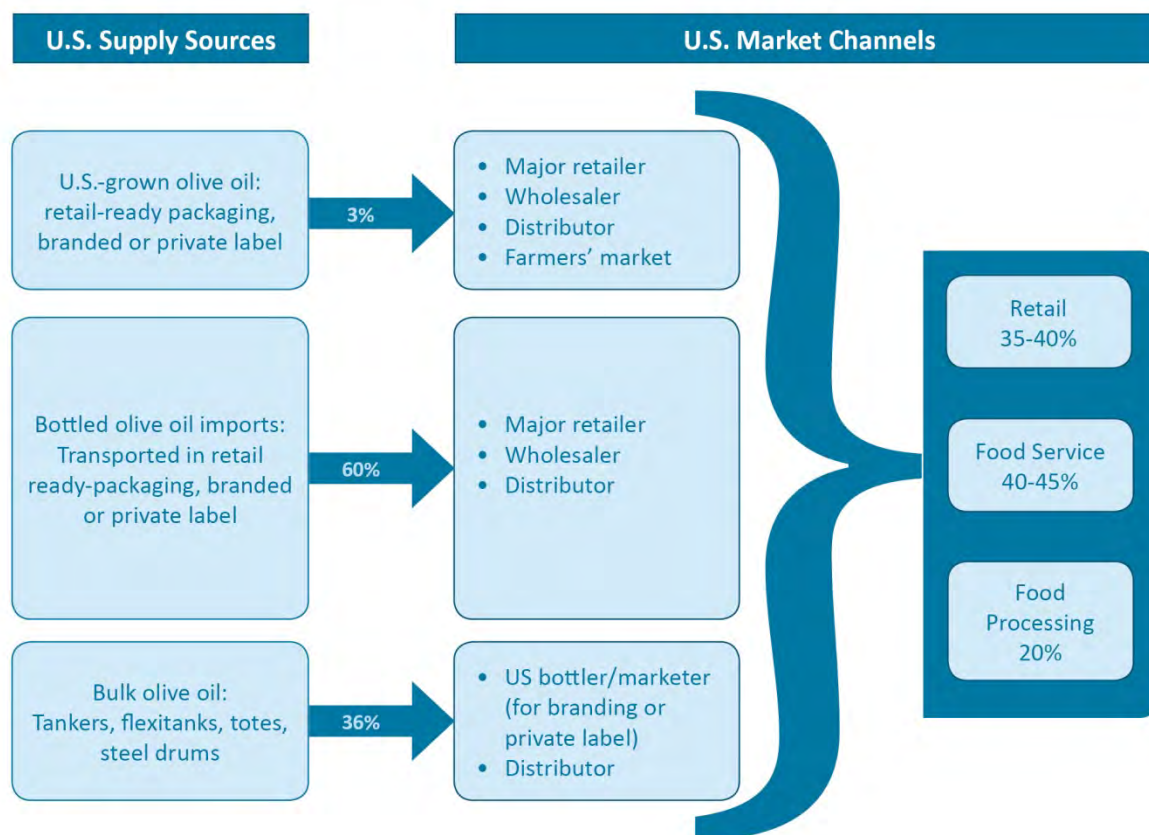 U.S. Supply Sources
U.S. Market Channels
U.S.-grown olive oil:
retail-ready packaging,
branded or private label
3%
• Major retailer
• Wholesaler
• Distributor
• Farmers’ market
Bottled olive oil imports:
Transported in retail
ready-packaging, branded
or private label
60%
• Major retailer
• Wholesaler
• Distributor
Bulk olive oil:
Tankers, flexitanks, totes,
steel drums
36%
• US bottler/marketer
(for branding or
private label)
• Distributor
Retail
35-40%
Food Service
40-45%
Food
Processing
20%